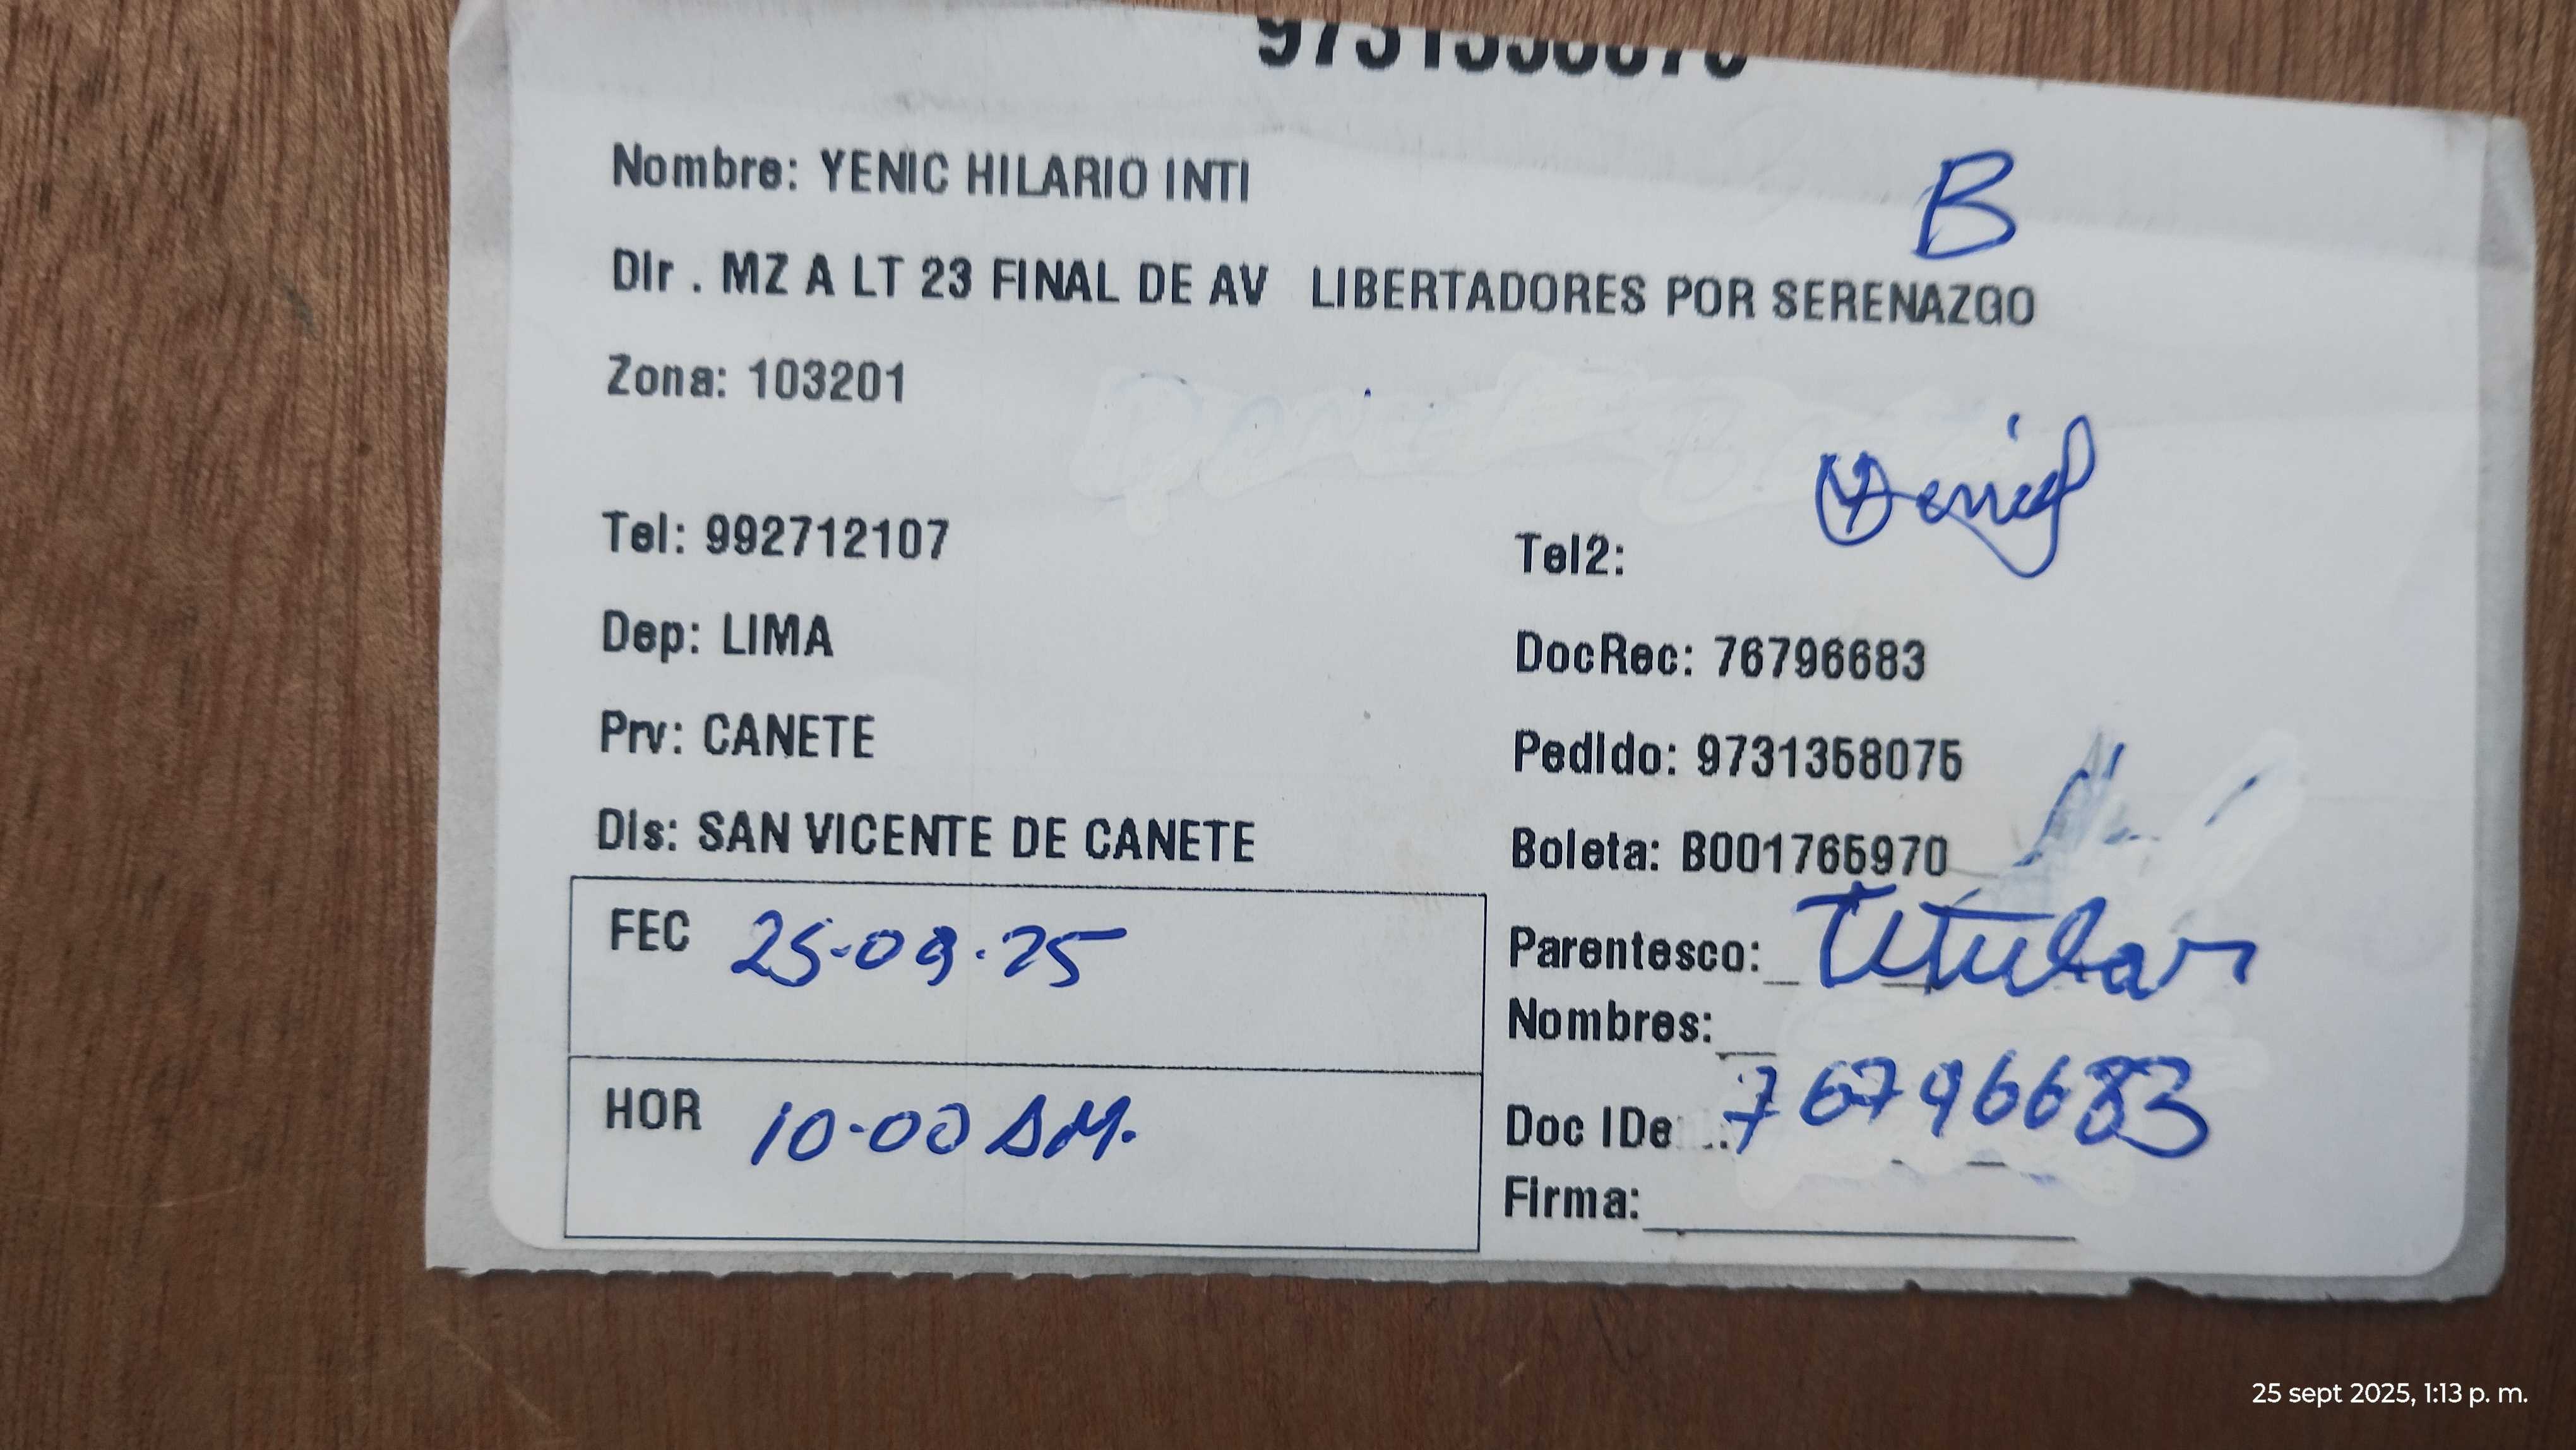 Nombre: YENIC HILARIO INTI
B
Dir . MZ A LT 23 FINAL DE AV LIBERTADORES POR SERENAZGO
Zona: 103201
Tel: 992712107
Tel2:
Dep: LIMA
DocRec: 76796683
Prv: CANETE
Pedido: 9731358075
Dis: SAN VICENTE DE CANETE
Boleta: B001765970
FEC 25-09-25
Parentesco: Titular
Nombres:
HOR 10-00 AM.
Doc IDe 76796683
Firma:
25 sept 2025, 1:13 p. m.